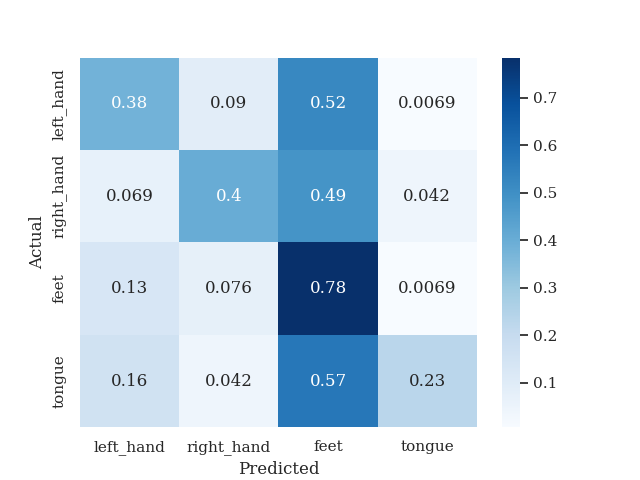 left_hand 0.38 0.09 0.52 0.0069
right_hand 0.069 0.4 0.49 0.042
feet 0.13 0.076 0.78 0.0069
tongue 0.16 0.042 0.57 0.23
Actual
left_hand right_hand feet tongue
Predicted
0.7
0.6
0.5
0.4
0.3
0.2
0.1